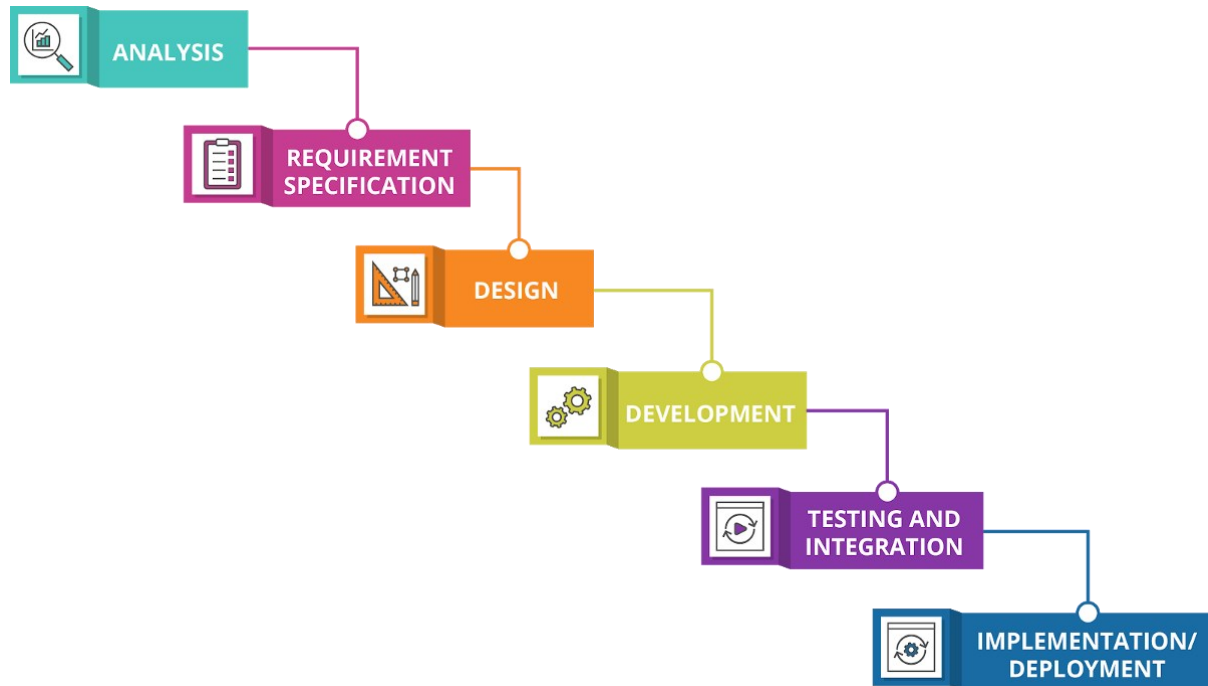 ANALYSIS
REQUIREMENT
SPECIFICATION
DESIGN
DEVELOPMENT
TESTING AND
INTEGRATION
IMPLEMENTATION/
DEPLOYMENT